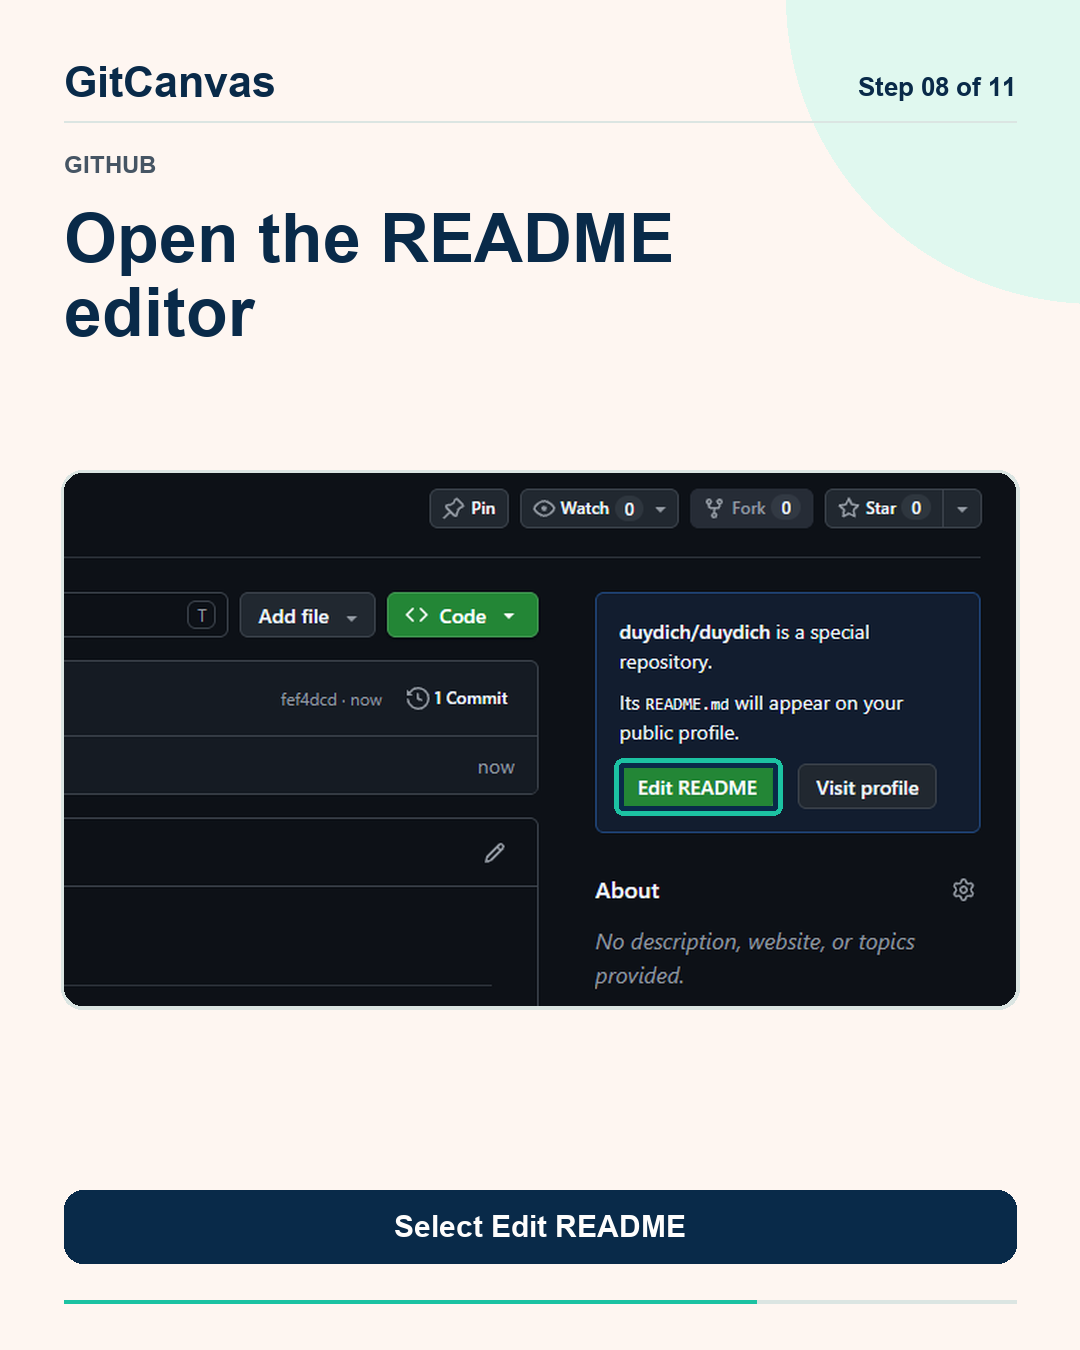 GitCanvas
Step 08 of 11
GITHUB
Open the README
editor
Pin
Watch 0
Fork 0
Star 0
T
Add file
Code
fef4dcd · now
1 Commit
now
duydich/duydich is a special
repository.
Its README.md will appear on your
public profile.
Edit README
Visit profile
About
No description, website, or topics
provided.
Select Edit README